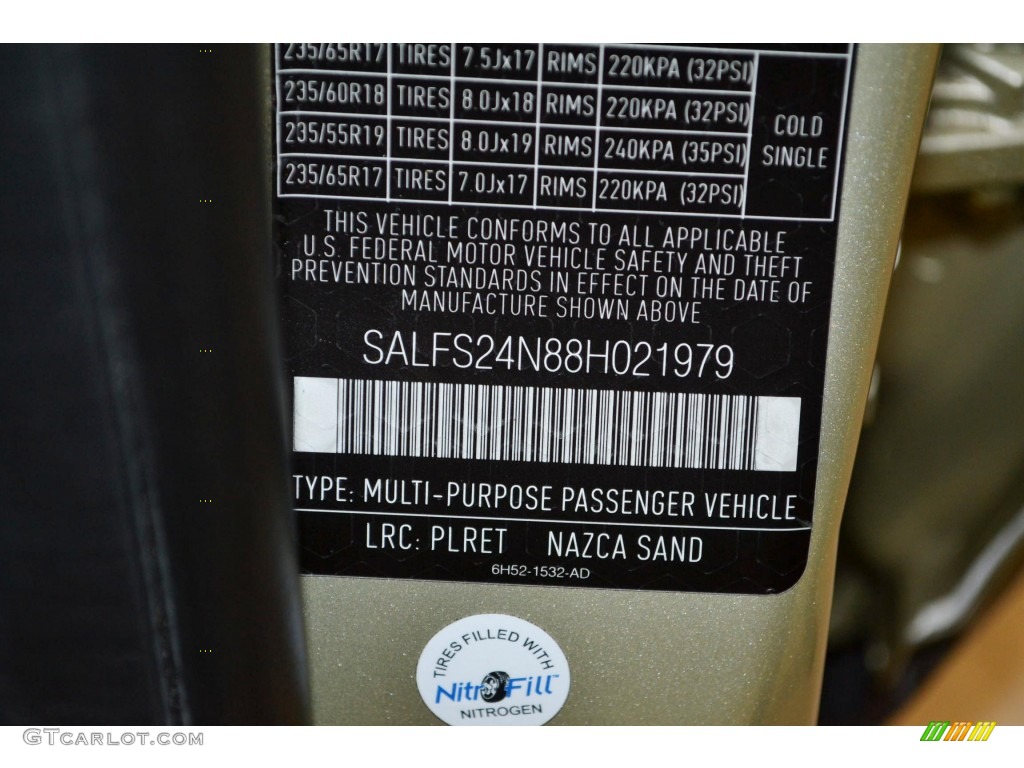 235/65R17 TIRES 7.5Jx17 RIMS 220KPA (32PSI)
235/60R18 TIRES 8.0Jx18 RIMS 220KPA (32PSI)
235/55R19 TIRES 8.0Jx19 RIMS 240KPA (35PSI)
235/65R17 TIRES 7.0Jx17 RIMS 220KPA (32PSI)
COLD
SINGLE
THIS VEHICLE CONFORMS TO ALL APPLICABLE
U.S. FEDERAL MOTOR VEHICLE SAFETY AND THEFT
PREVENTION STANDARDS IN EFFECT ON THE DATE OF
MANUFACTURE SHOWN ABOVE
SALFS24N88H021979
TYPE: MULTI-PURPOSE PASSENGER VEHICLE
LRC: PLRET NAZCA SAND
6H52-1532-AD
TIRES FILLED WITH
NitroFill™
NITROGEN
GTcarlot.com